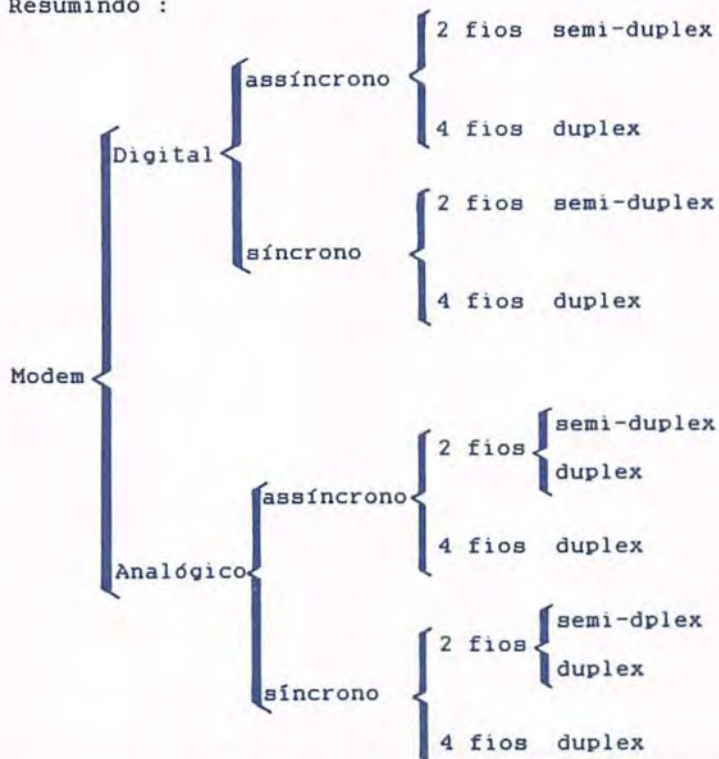 Resumindo :
2 fios semi-duplex
assíncrono
4 fios duplex
Digital
2 fios semi-duplex
síncrono
4 fios duplex
Modem
semi-duplex
2 fios
duplex
assíncrono
4 fios duplex
Analógico
semi-dplex
2 fios
duplex
síncrono
4 fios duplex